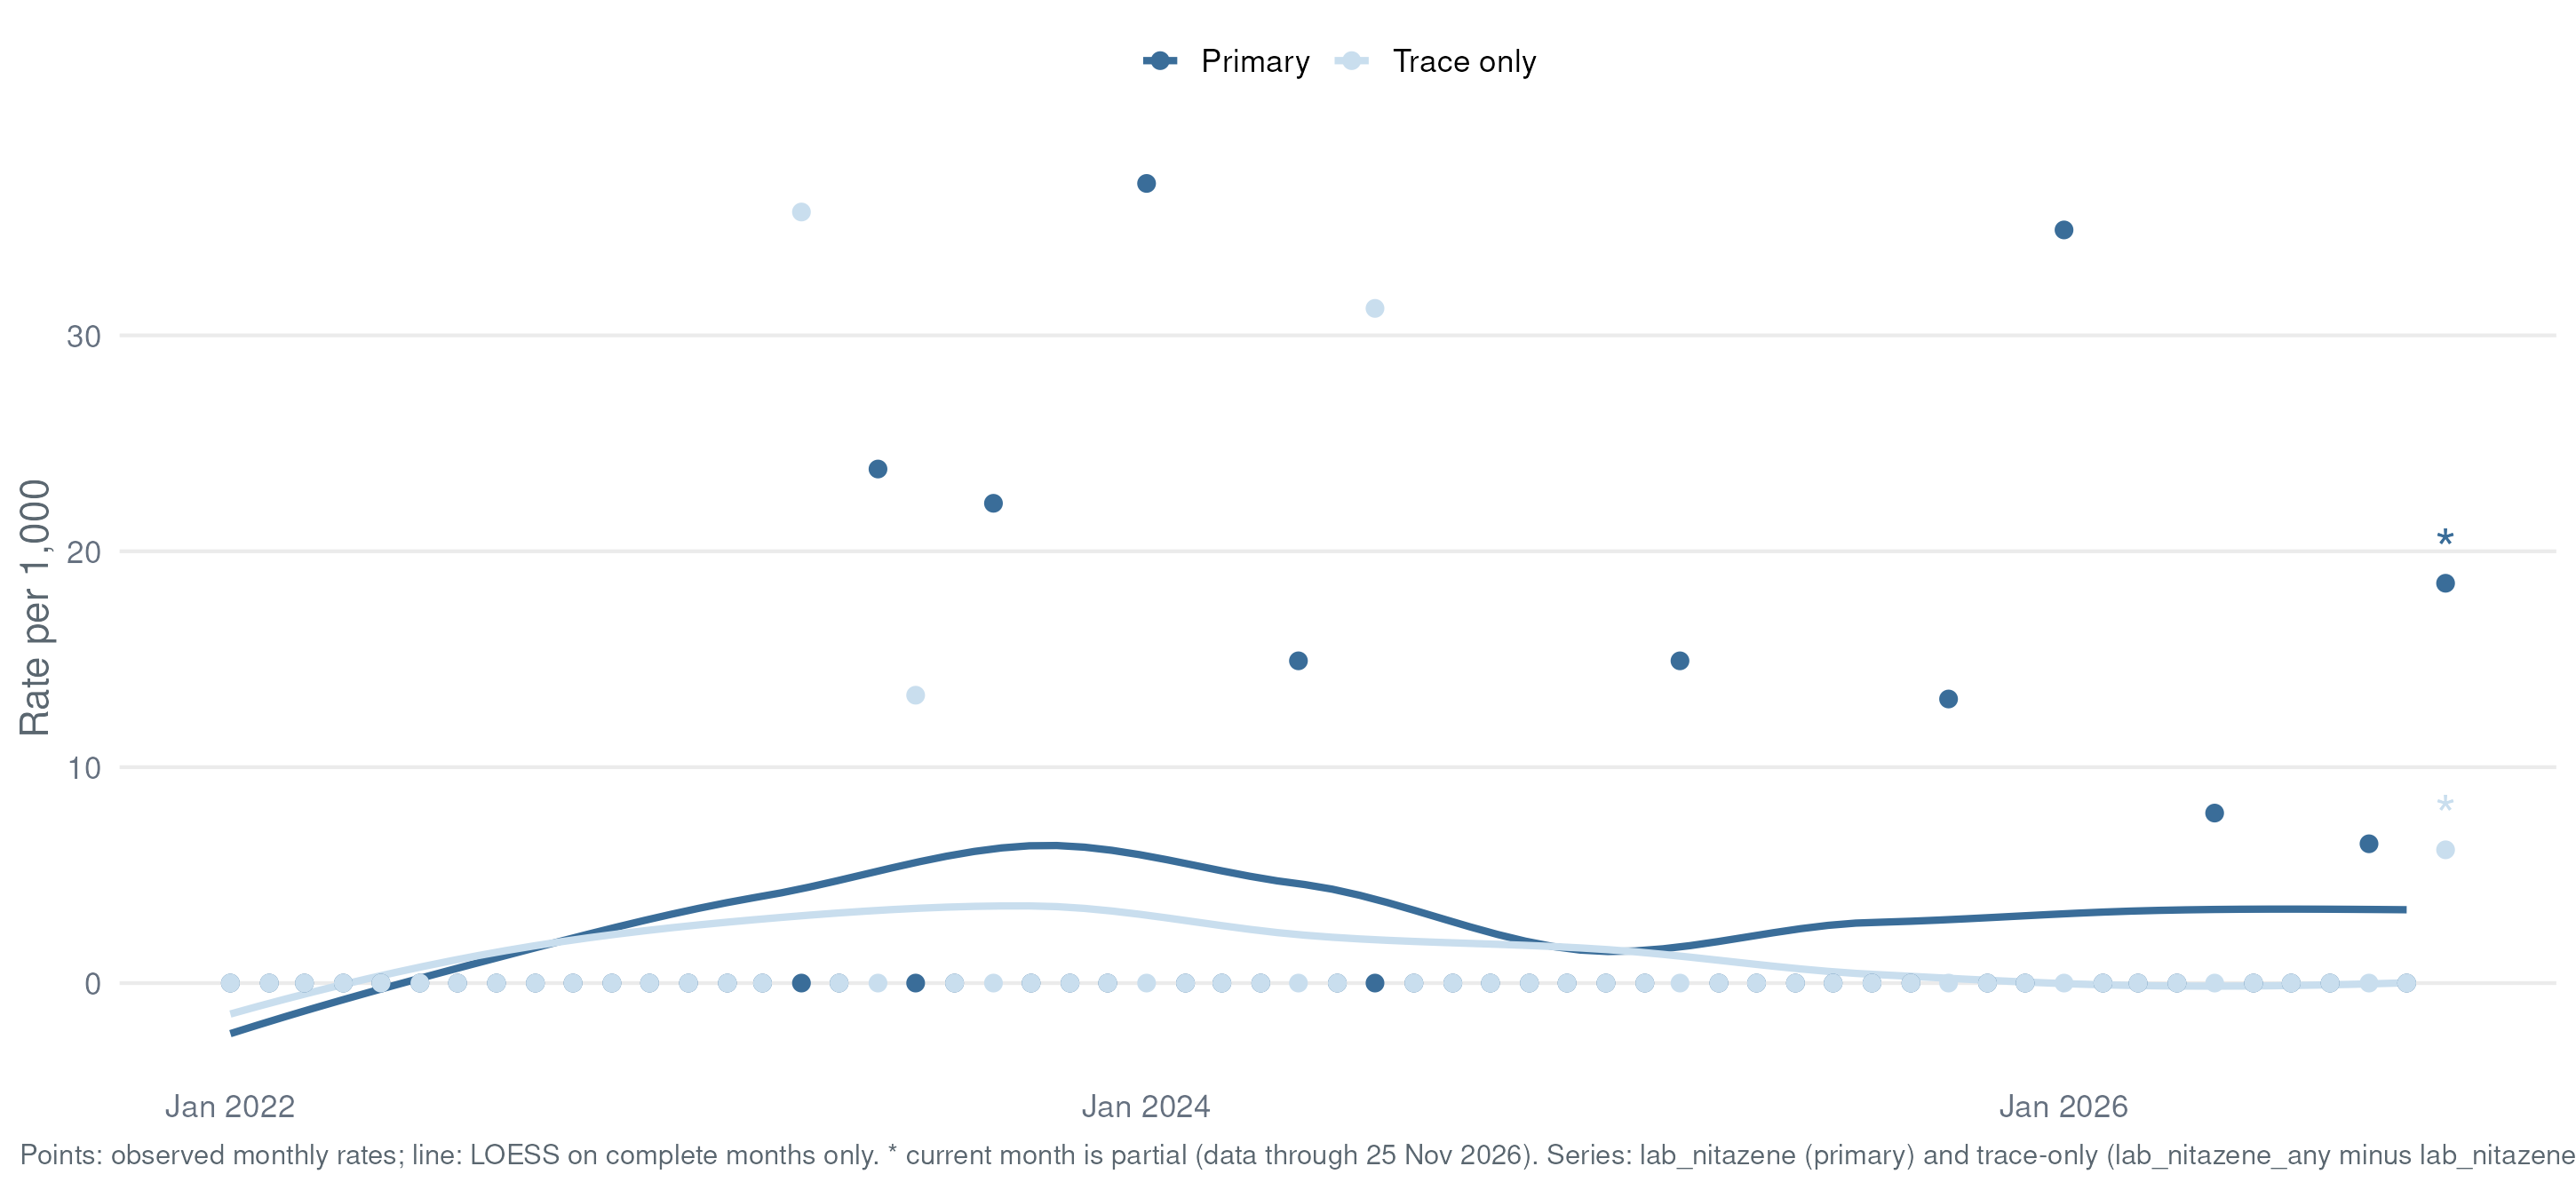 Primary Trace only
Rate per 1,000
30
20
10
0
*
*
Jan 2022 Jan 2024 Jan 2026
Points: observed monthly rates; line: LOESS on complete months only. * current month is partial (data through 25 Nov 2026). Series: lab_nitazene (primary) and trace-only (lab_nitazene_any minus lab_nitazene